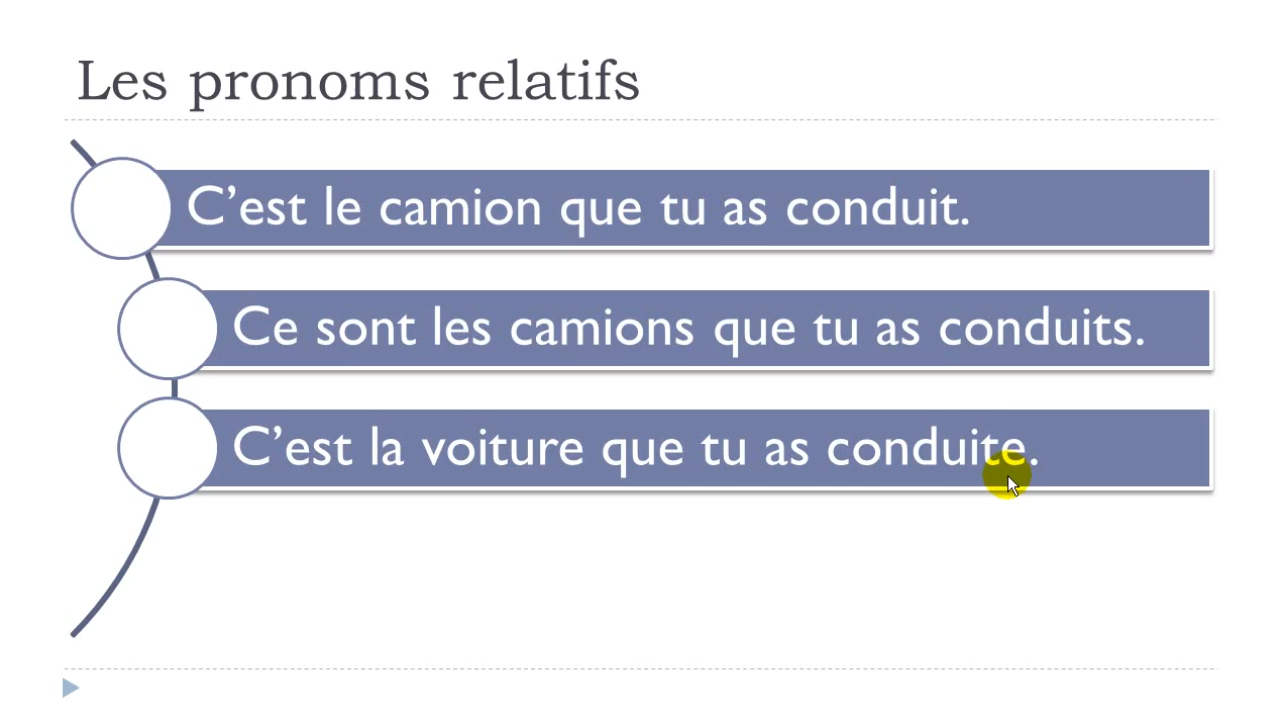 Les pronoms relatifs
C’est le camion que tu as conduit.
Ce sont les camions que tu as conduits.
C’est la voiture que tu as conduite.